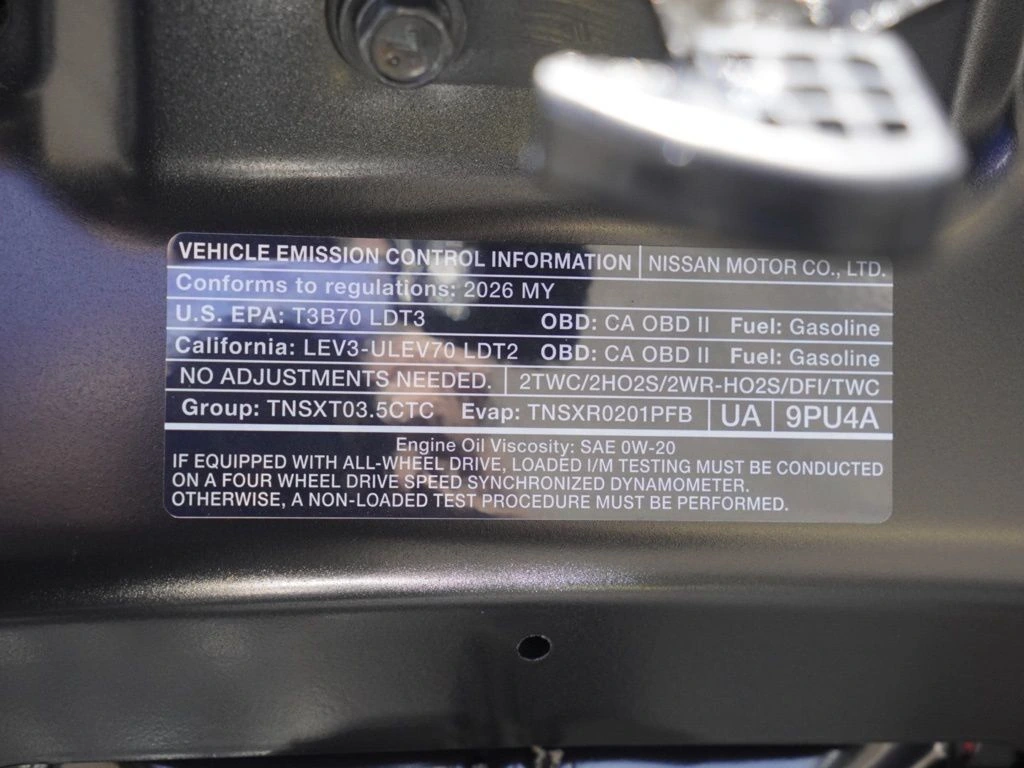 VEHICLE EMISSION CONTROL INFORMATION NISSAN MOTOR CO., LTD.
Conforms to regulations: 2026 MY
U.S. EPA: T3B70 LDT3 OBD: CA OBD II Fuel: Gasoline
California: LEV3-ULEV70 LDT2 OBD: CA OBD II Fuel: Gasoline
NO ADJUSTMENTS NEEDED. 2TWC/2HO2S/2WR-HO2S/DFI/TWC
Group: TNSXT03.5CTC Evap: TNSXR0201PFB UA 9PU4A
Engine Oil Viscosity: SAE 0W-20
IF EQUIPPED WITH ALL-WHEEL DRIVE, LOADED I/M TESTING MUST BE CONDUCTED
ON A FOUR WHEEL DRIVE SPEED SYNCHRONIZED DYNAMOMETER.
OTHERWISE, A NON-LOADED TEST PROCEDURE MUST BE PERFORMED.